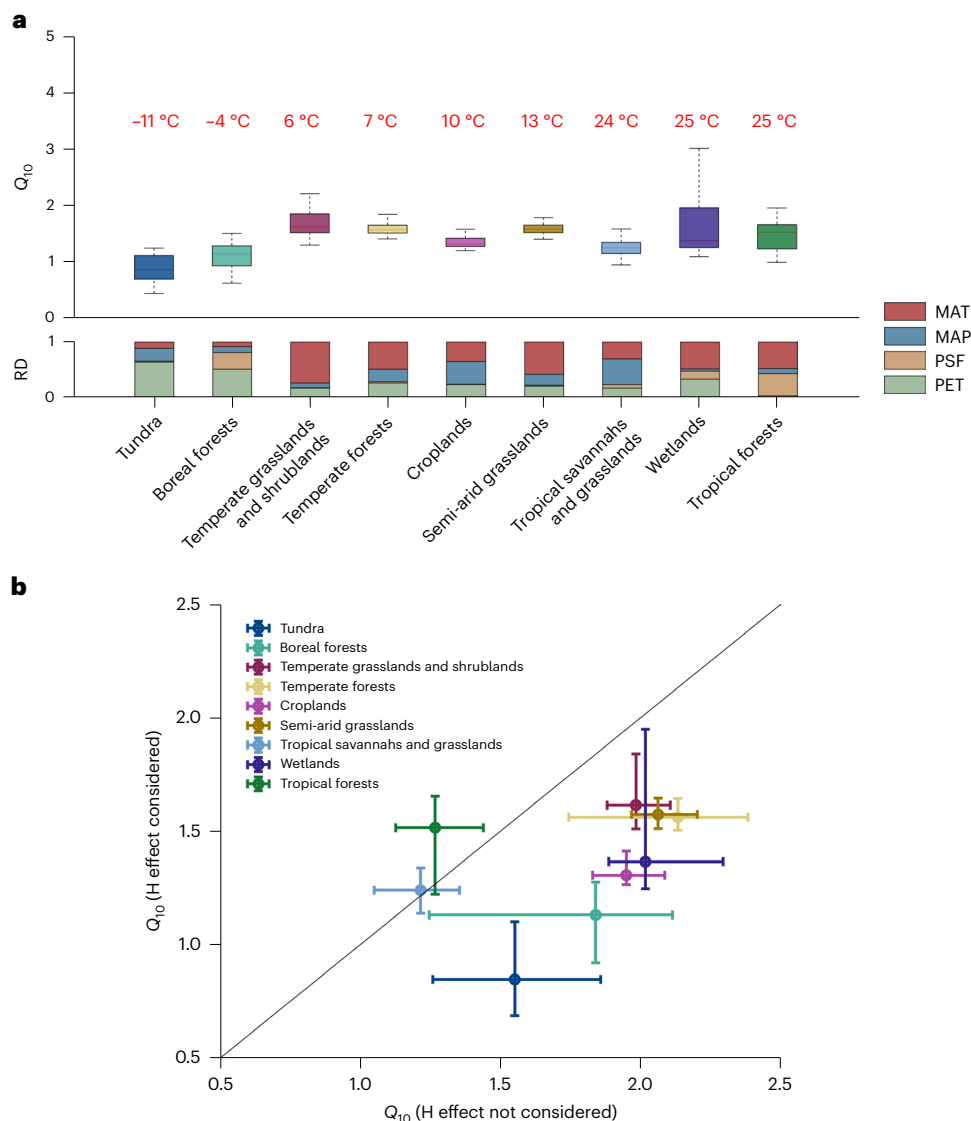 a
5
4
3
2
1
0
Q10
−11 °C −4 °C 6 °C 7 °C 10 °C 13 °C 24 °C 25 °C 25 °C
1
0
RD
MAT
MAP
PSF
PET
Tundra
Boreal forests
Temperate grasslands
and shrublands
Temperate forests
Croplands
Semi-arid grasslands
Tropical savannahs
and grasslands
Wetlands
Tropical forests
b
2.5
2.0
1.5
1.0
0.5
Q10 (H effect considered)
Tundra
Boreal forests
Temperate grasslands and shrublands
Temperate forests
Croplands
Semi-arid grasslands
Tropical savannahs and grasslands
Wetlands
Tropical forests
0.5 1.0 1.5 2.0 2.5
Q10 (H effect not considered)